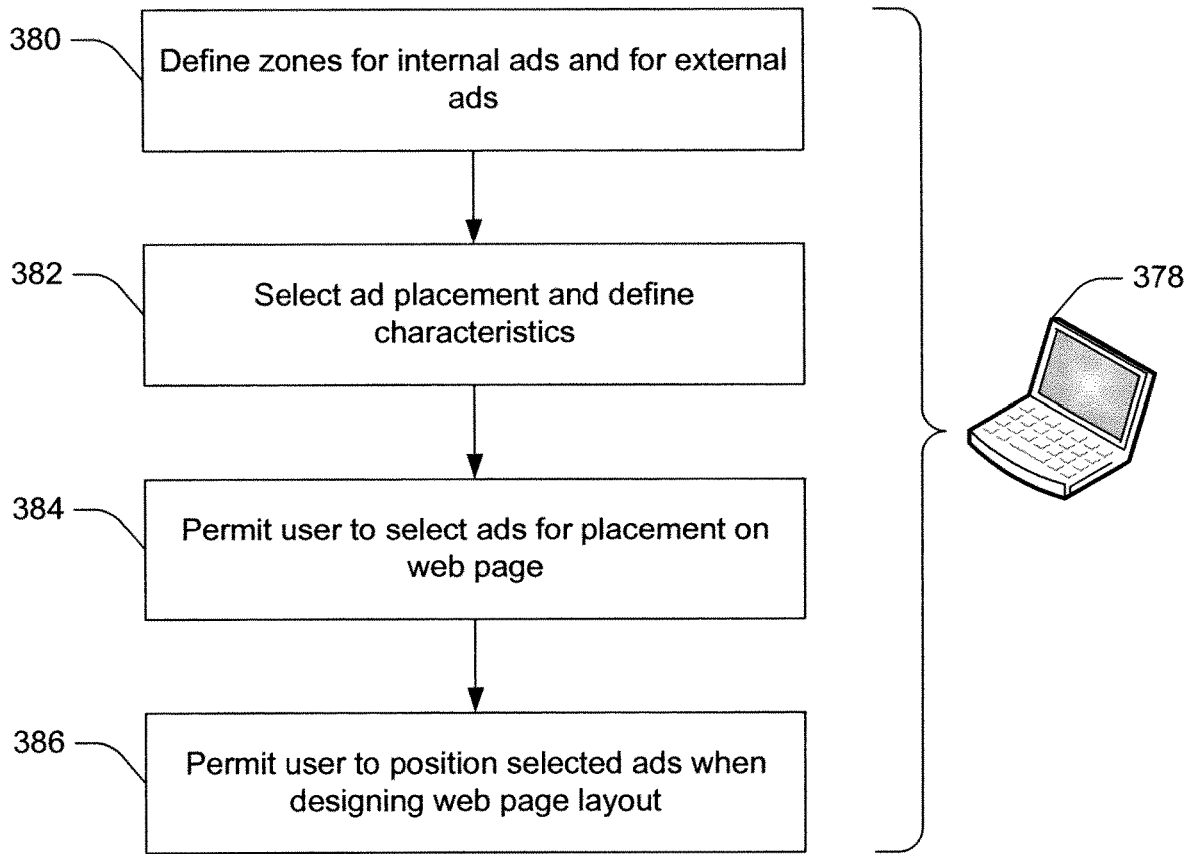 380
Define zones for internal ads and for external
ads
382
Select ad placement and define
characteristics
378
384
Permit user to select ads for placement on
web page
386
Permit user to position selected ads when
designing web page layout